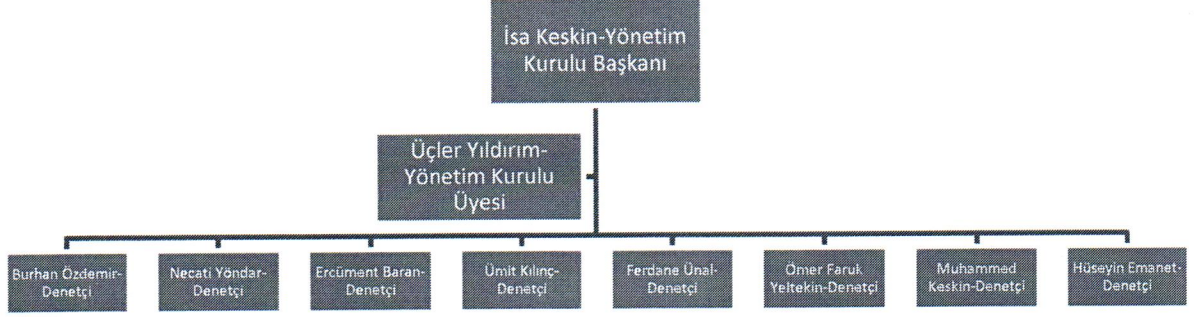 İsa Keskin-Yönetim
Kurulu Başkanı
Üçler Yıldırım-
Yönetim Kurulu
Üyesi
Burhan Özdemir-
Denetçi
Necati Yöndar-
Denetçi
Ercüment Baran-
Denetçi
Ümit Kılınç-
Denetçi
Ferdane Ünal-
Denetçi
Ömer Faruk
Yeltekin-Denetçi
Muhammed
Keskin-Denetçi
Hüseyin Emanet-
Denetçi